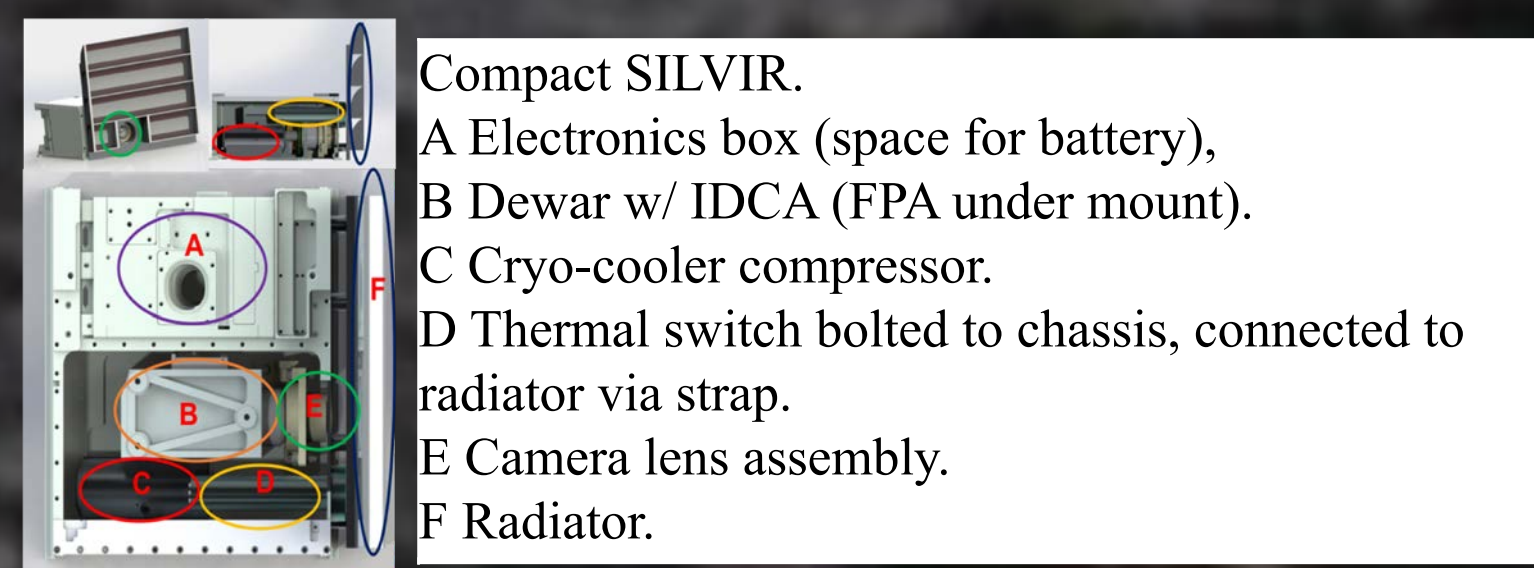 Compact SILVIR.
A Electronics box (space for battery),
B Dewar w/ IDCA (FPA under mount).
C Cryo-cooler compressor.
D Thermal switch bolted to chassis, connected to
radiator via strap.
E Camera lens assembly.
F Radiator.
A
F
B
E
C
D